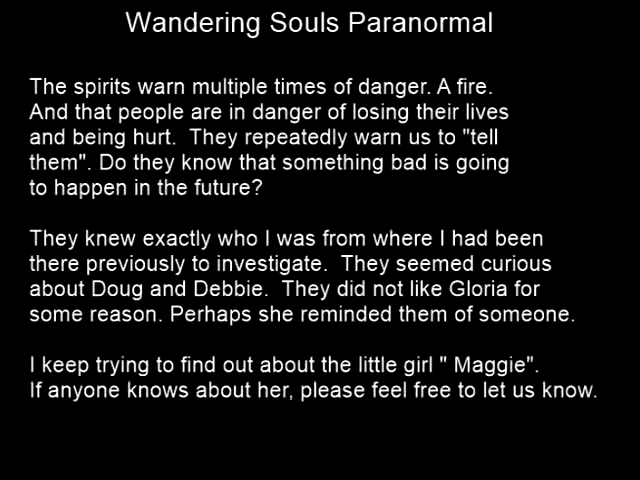 Wandering Souls Paranormal
The spirits warn multiple times of danger. A fire.
And that people are in danger of losing their lives
and being hurt.  They repeatedly warn us to "tell
them". Do they know that something bad is going
to happen in the future?
They knew exactly who I was from where I had been
there previously to investigate.  They seemed curious
about Doug and Debbie.  They did not like Gloria for
some reason. Perhaps she reminded them of someone.
I keep trying to find out about the little girl " Maggie".
If anyone knows about her, please feel free to let us know.